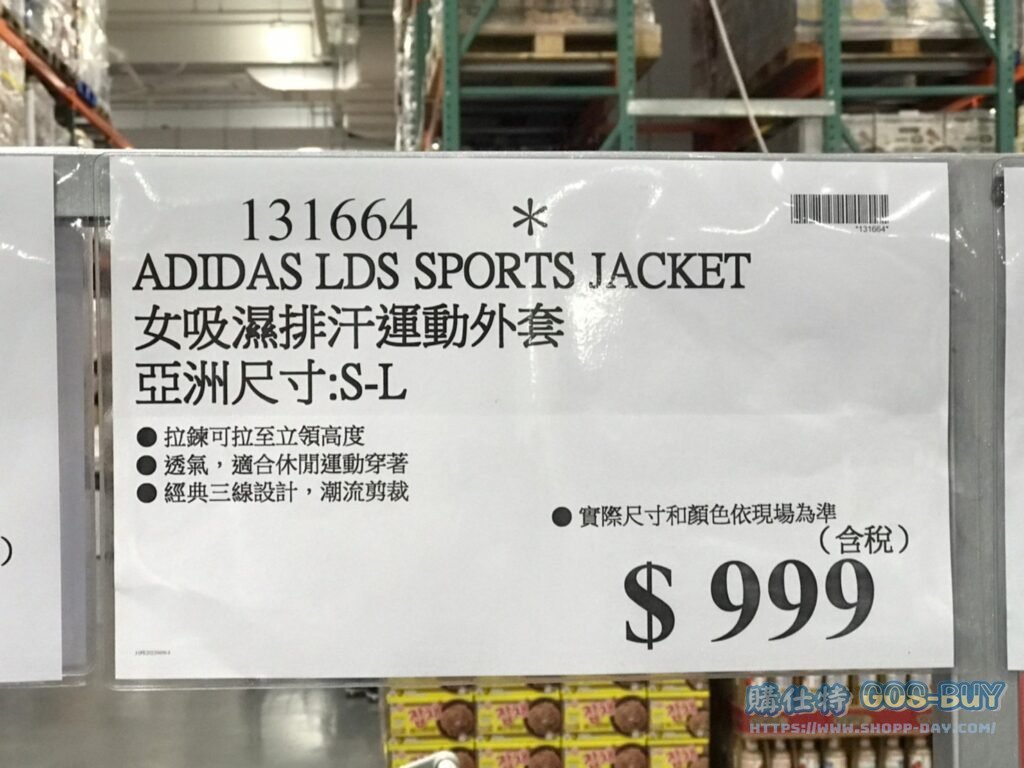 131664 *
*131664*
ADIDAS LDS SPORTS JACKET
女吸濕排汗運動外套
亞洲尺寸:S-L
● 拉鍊可拉至立領高度
● 透氣，適合休閒運動穿著
● 經典三線設計，潮流剪裁
● 實際尺寸和顏色依現場為準
（含稅）
$ 999
）
購仕特 GOS-BUY
HTTPS://WWW.SHOPP-DAY.COM/